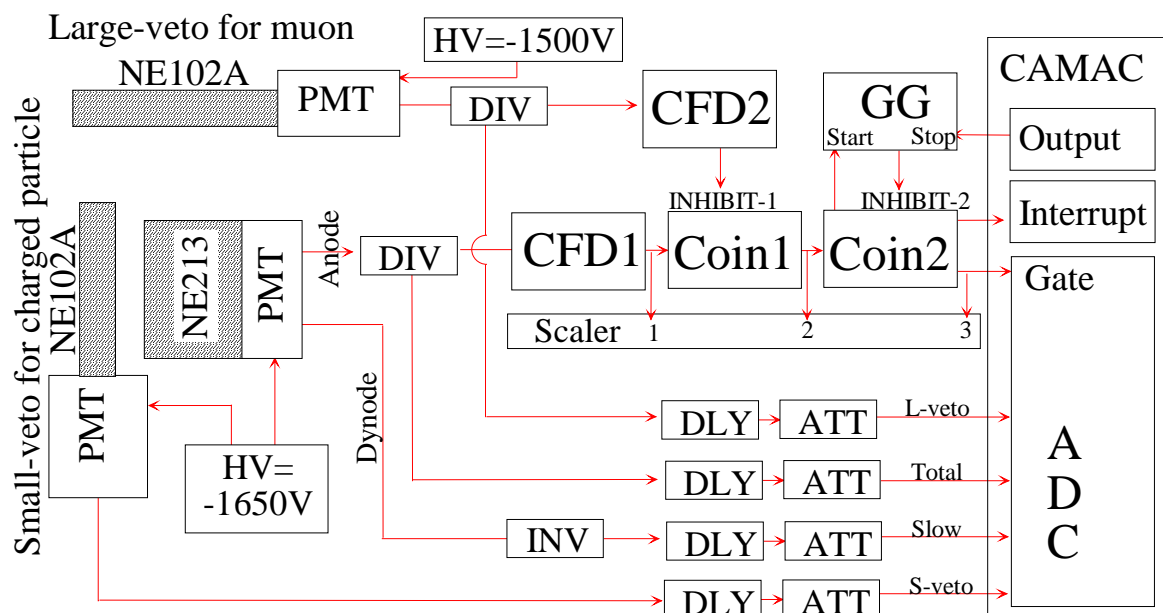 Large-veto for muon
HV=-1500V
CAMAC
NE102A
PMT
DIV
CFD2
GG
Start
Stop
Output
INHIBIT-1
INHIBIT-2
Interrupt
Small-veto for charged particle
NE102A
NE213
PMT
Anode
DIV
CFD1
Coin1
Coin2
Gate
Scaler
1
2
3
PMT
Dynode
HV=
-1650V
DLY
ATT
L-veto
DLY
ATT
Total
INV
DLY
ATT
Slow
DLY
ATT
S-veto
A
D
C